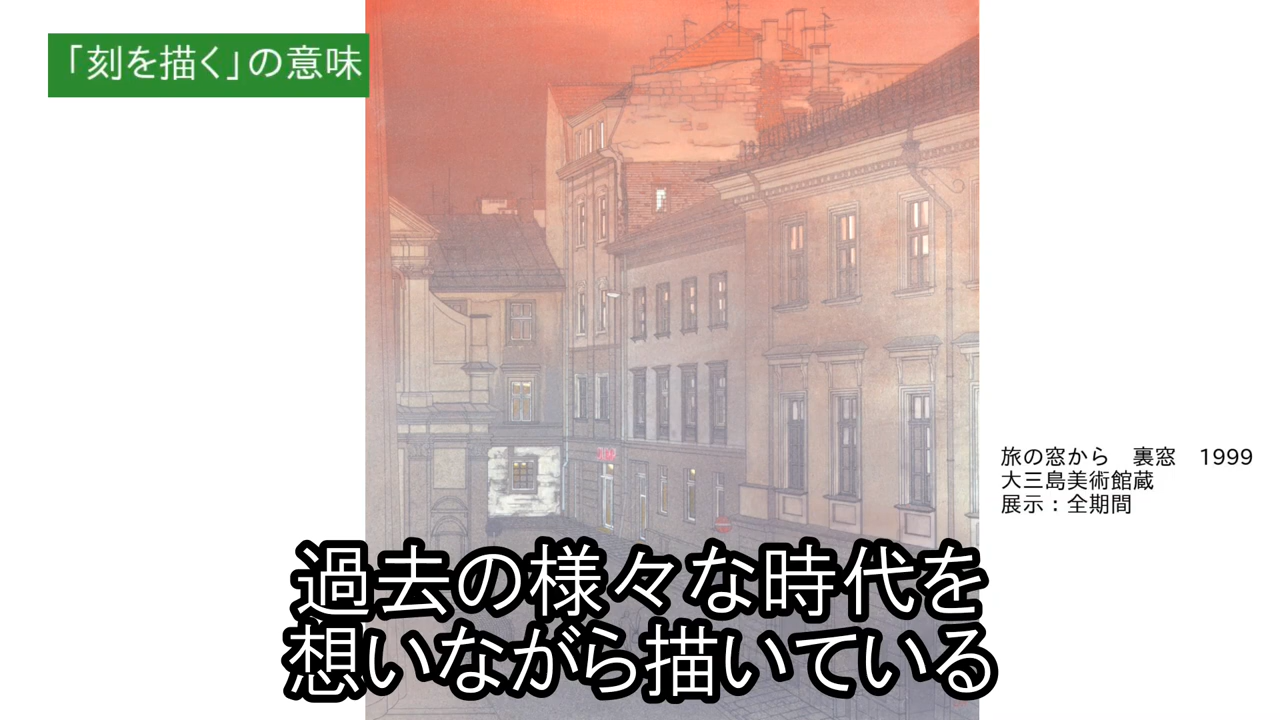 「刻を描く」の意味
旅の窓から　裏窓　1999
大三島美術館蔵
展示：全期間
過去の様々な時代を
想いながら描いている